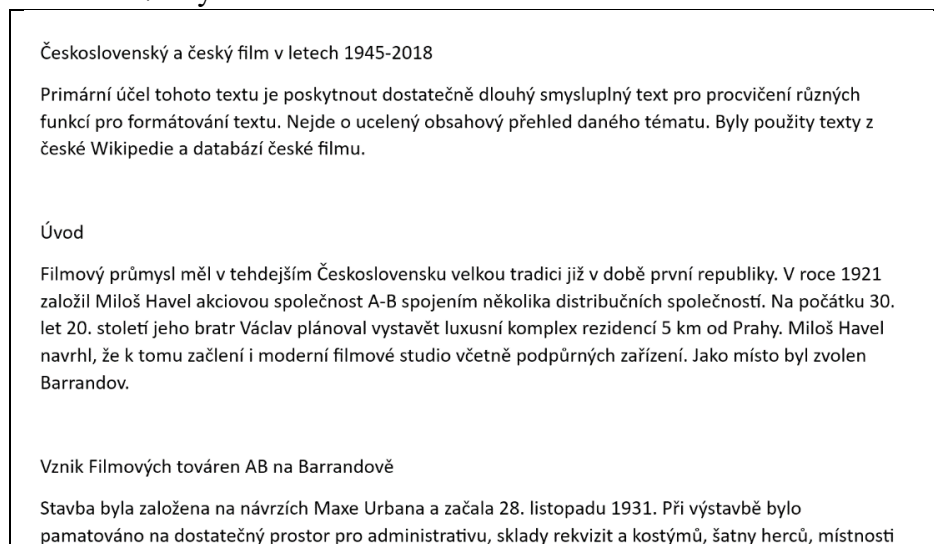 Československý a český film v letech 1945-2018
Primární účel tohoto textu je poskytnout dostatečně dlouhý smysluplný text pro procvičení různých
funkcí pro formátování textu. Nejde o ucelený obsahový přehled daného tématu. Byly použity texty z
české Wikipedie a databází české filmu.
Úvod
Filmový průmysl měl v tehdejším Československu velkou tradici již v době první republiky. V roce 1921
založil Miloš Havel akciovou společnost A-B spojením několika distribučních společností. Na počátku 30.
let 20. století jeho bratr Václav plánoval vystavět luxusní komplex rezidencí 5 km od Prahy. Miloš Havel
navrhl, že k tomu začlení i moderní filmové studio včetně podpůrných zařízení. Jako místo byl zvolen
Barrandov.
Vznik Filmových továren AB na Barrandově
Stavba byla založena na návrzích Maxe Urbana a začala 28. listopadu 1931. Při výstavbě bylo
pamatováno na dostatečný prostor pro administrativu, sklady rekvizit a kostýmů, šatny herců, místnosti